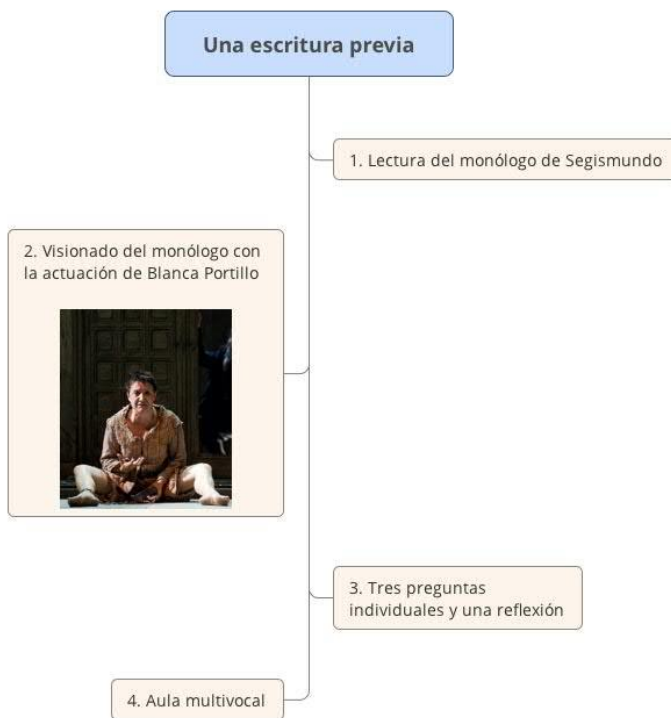 Una escritura previa
1. Lectura del monólogo de Segismundo
2. Visionado del monólogo con
la actuación de Blanca Portillo
3. Tres preguntas
individuales y una reflexión
4. Aula multivocal